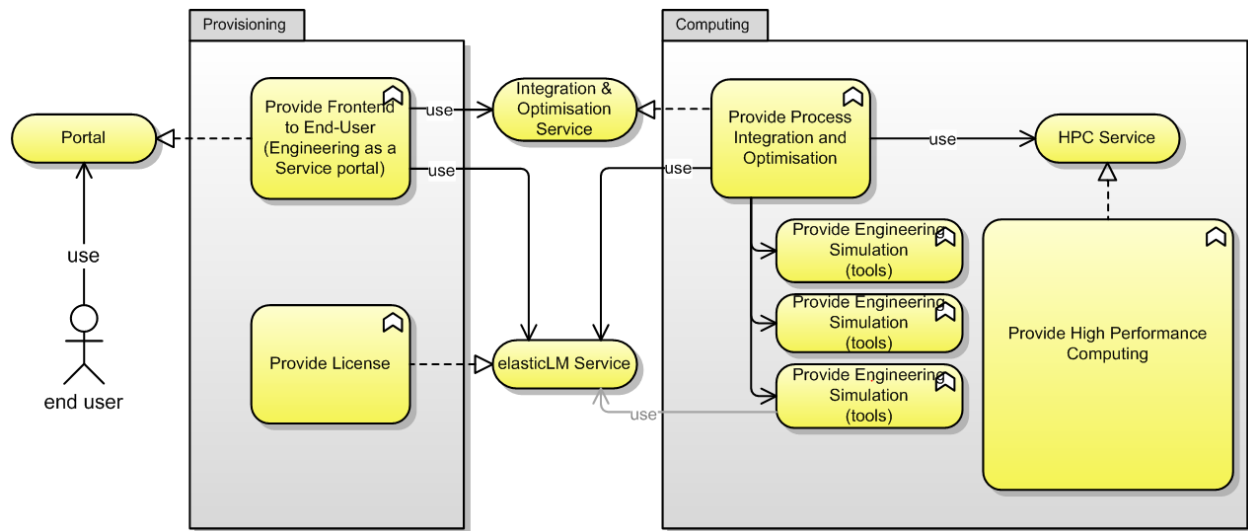 Provisioning
Computing
Portal
use
end user
Provide Frontend
to End-User
(Engineering as a
Service portal)
use
use
Integration &
Optimisation
Service
Provide License
elasticLM Service
Provide Process
Integration and
Optimisation
use
use
HPC Service
Provide Engineering
Simulation
(tools)
Provide Engineering
Simulation
(tools)
Provide Engineering
Simulation
(tools)
use
Provide High Performance
Computing